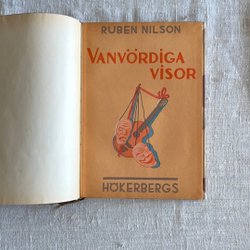 RUBEN NILSON
VANVÖRDIGA
VISOR
HÖKERBERGS